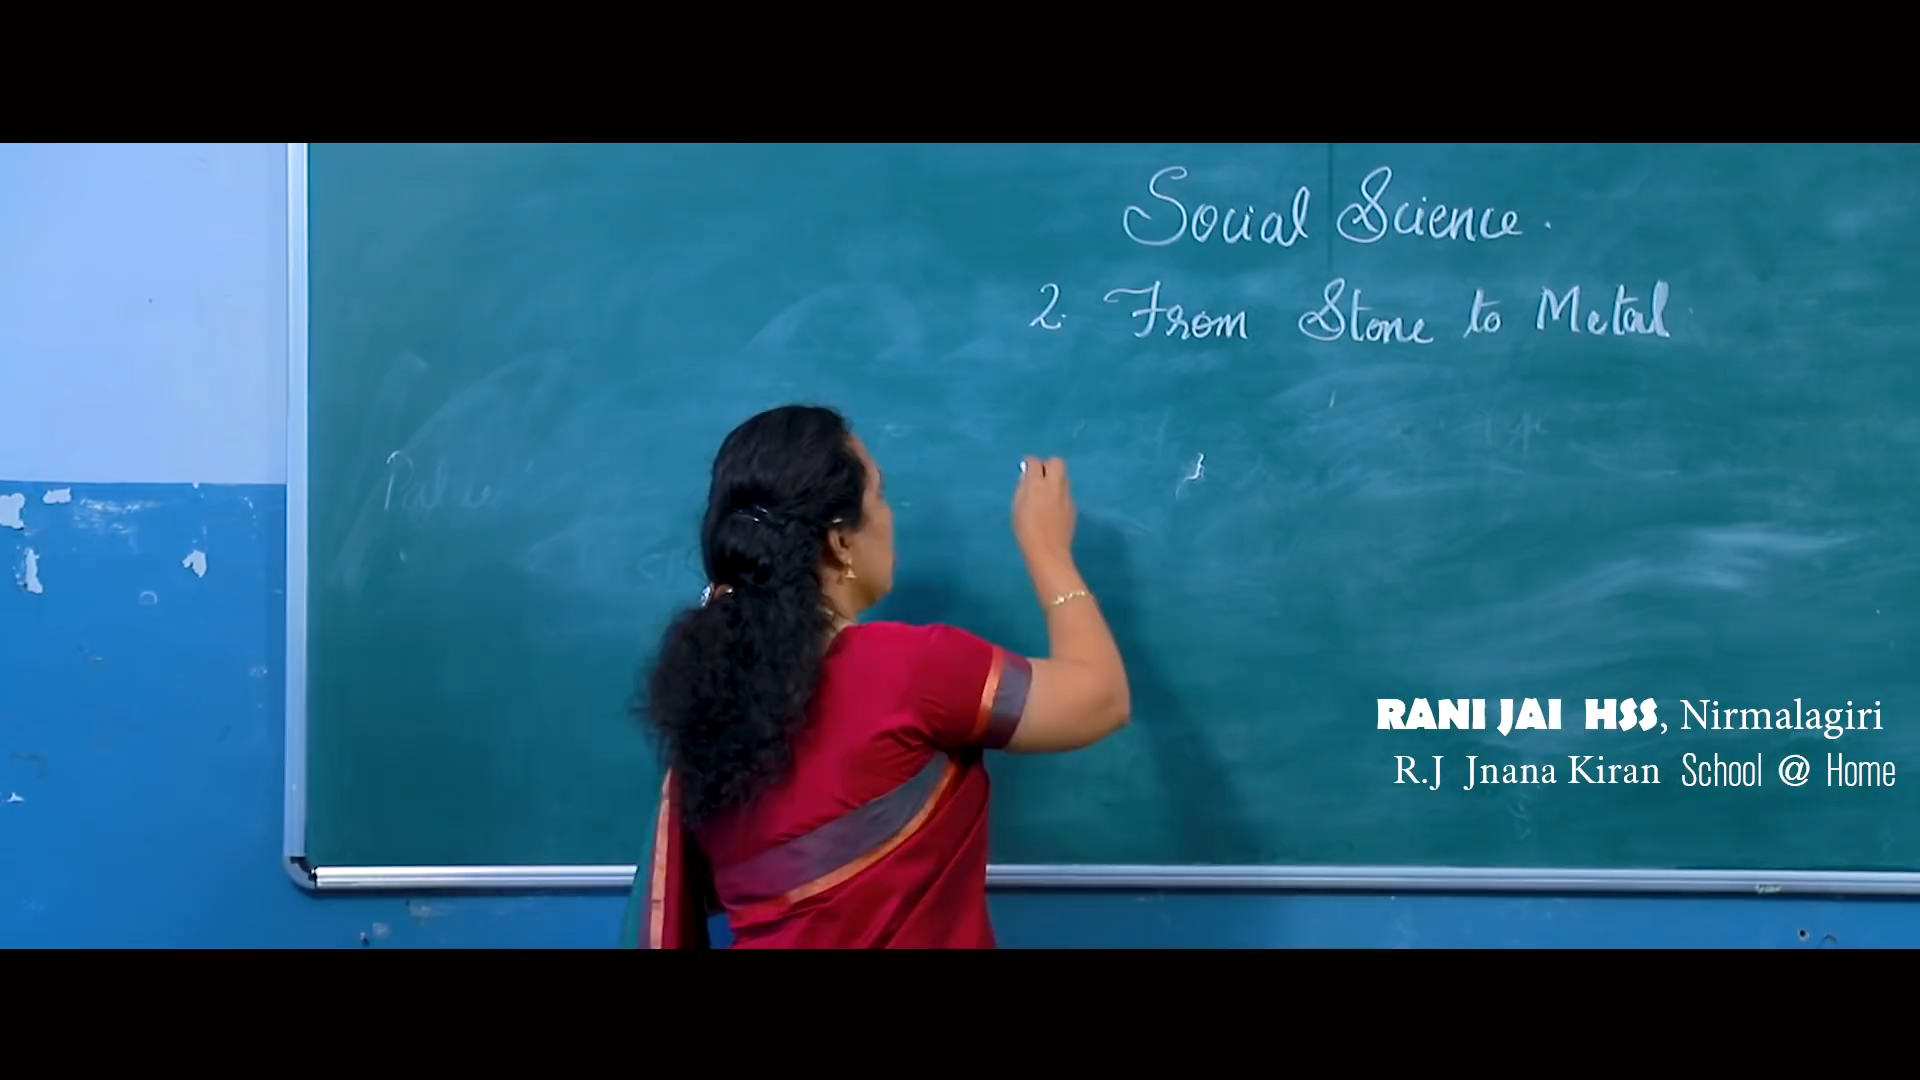 Social Science.
2. From Stone to Metal
RANI JAI HSS, Nirmalagiri
R.J Jnana Kiran School @ Home